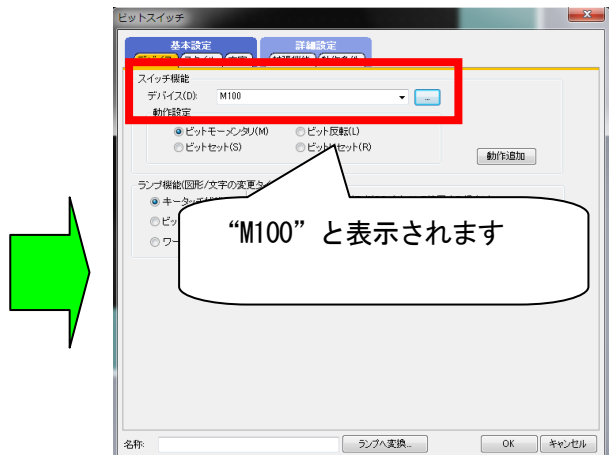 ビットスイッチ
基本設定 詳細設定
スイッチ機能
デバイス(D): M100 ...
動作設定
ビットモーメンタリ(M) ビット反転(L)
ビットセット(S)
動作追加
ランプ機能(図形/文字の変更タイ
“M100”と表示されます
名称: ランプへ変換... OK キャンセル